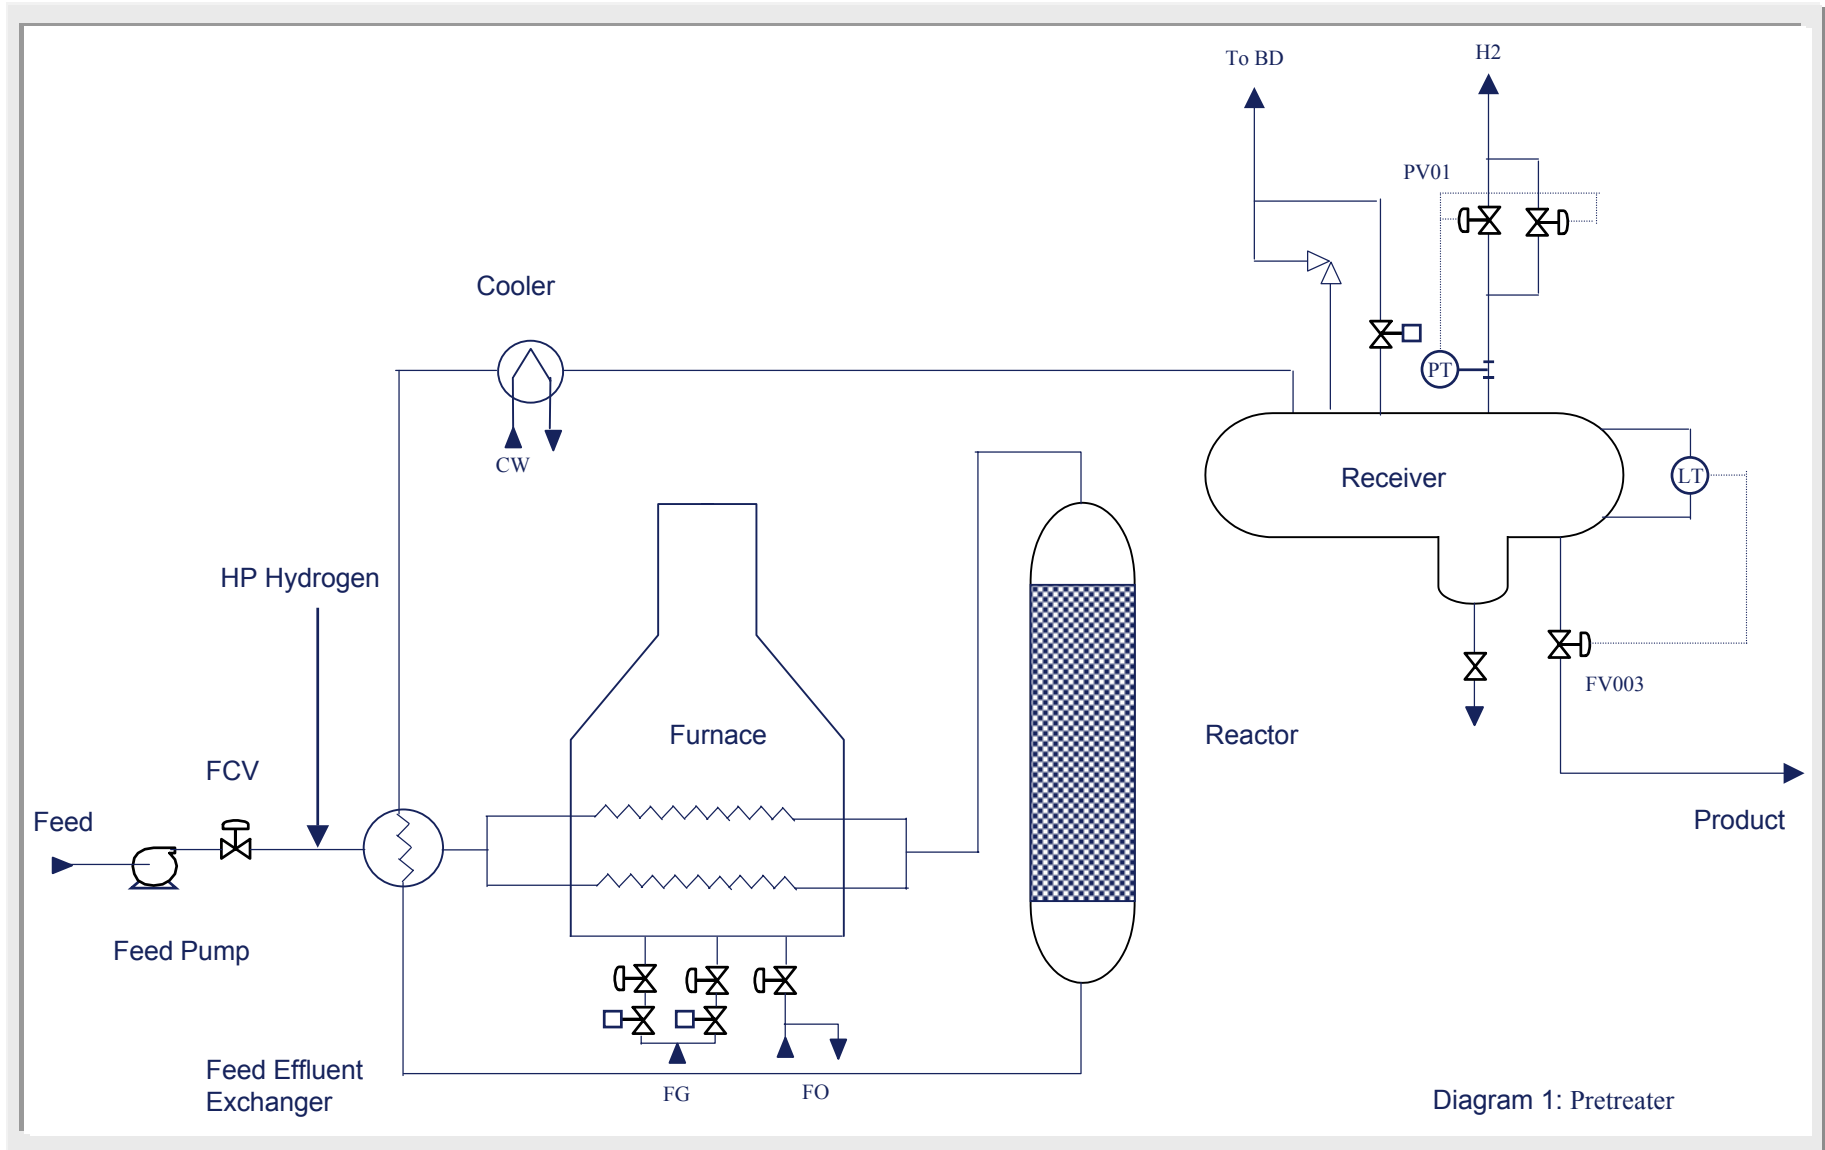 To BD
H2
PV01
Cooler
PT
CW
Receiver
LT
HP Hydrogen
FV003
Furnace
Reactor
FCV
Feed
Product
Feed Pump
Feed Effluent
Exchanger
FG
FO
Diagram 1: Pretreater